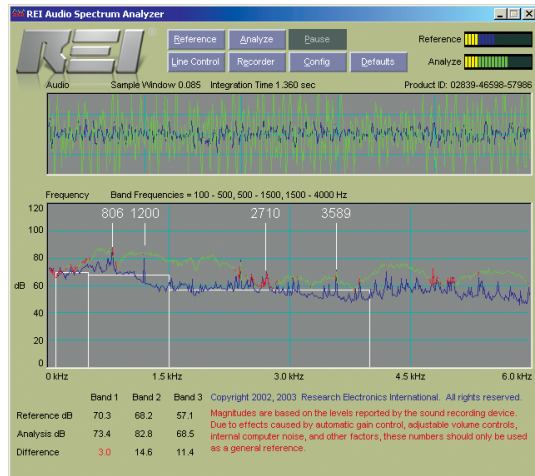 REI Audio Spectrum Analyzer
REI®
Reference Analyze Pause
Line Control Recorder Config Defaults
Reference
Analyze
Audio Sample Window 0.085 Integration Time 1.360 sec Product ID: 02839-46598-57986
Frequency Band Frequencies = 100 - 500, 500 - 1500, 1500 - 4000 Hz
120
100
80
60
dB
40
20
0
806 1200 2710 3589
0 kHz 1.5 kHz 3.0 kHz 4.5 kHz 6.0 kHz
Band 1 Band 2 Band 3
Reference dB 70.3 68.2 57.1
Analysis dB 73.4 82.8 68.5
Difference 3.0 14.6 11.4
Copyright 2002, 2003 Research Electronics International. All rights reserved.
Magnitudes are based on the levels reported by the sound recording device.
Due to effects caused by automatic gain control, adjustable volume controls,
internal computer noise, and other factors, these numbers should only be used
as a general reference.